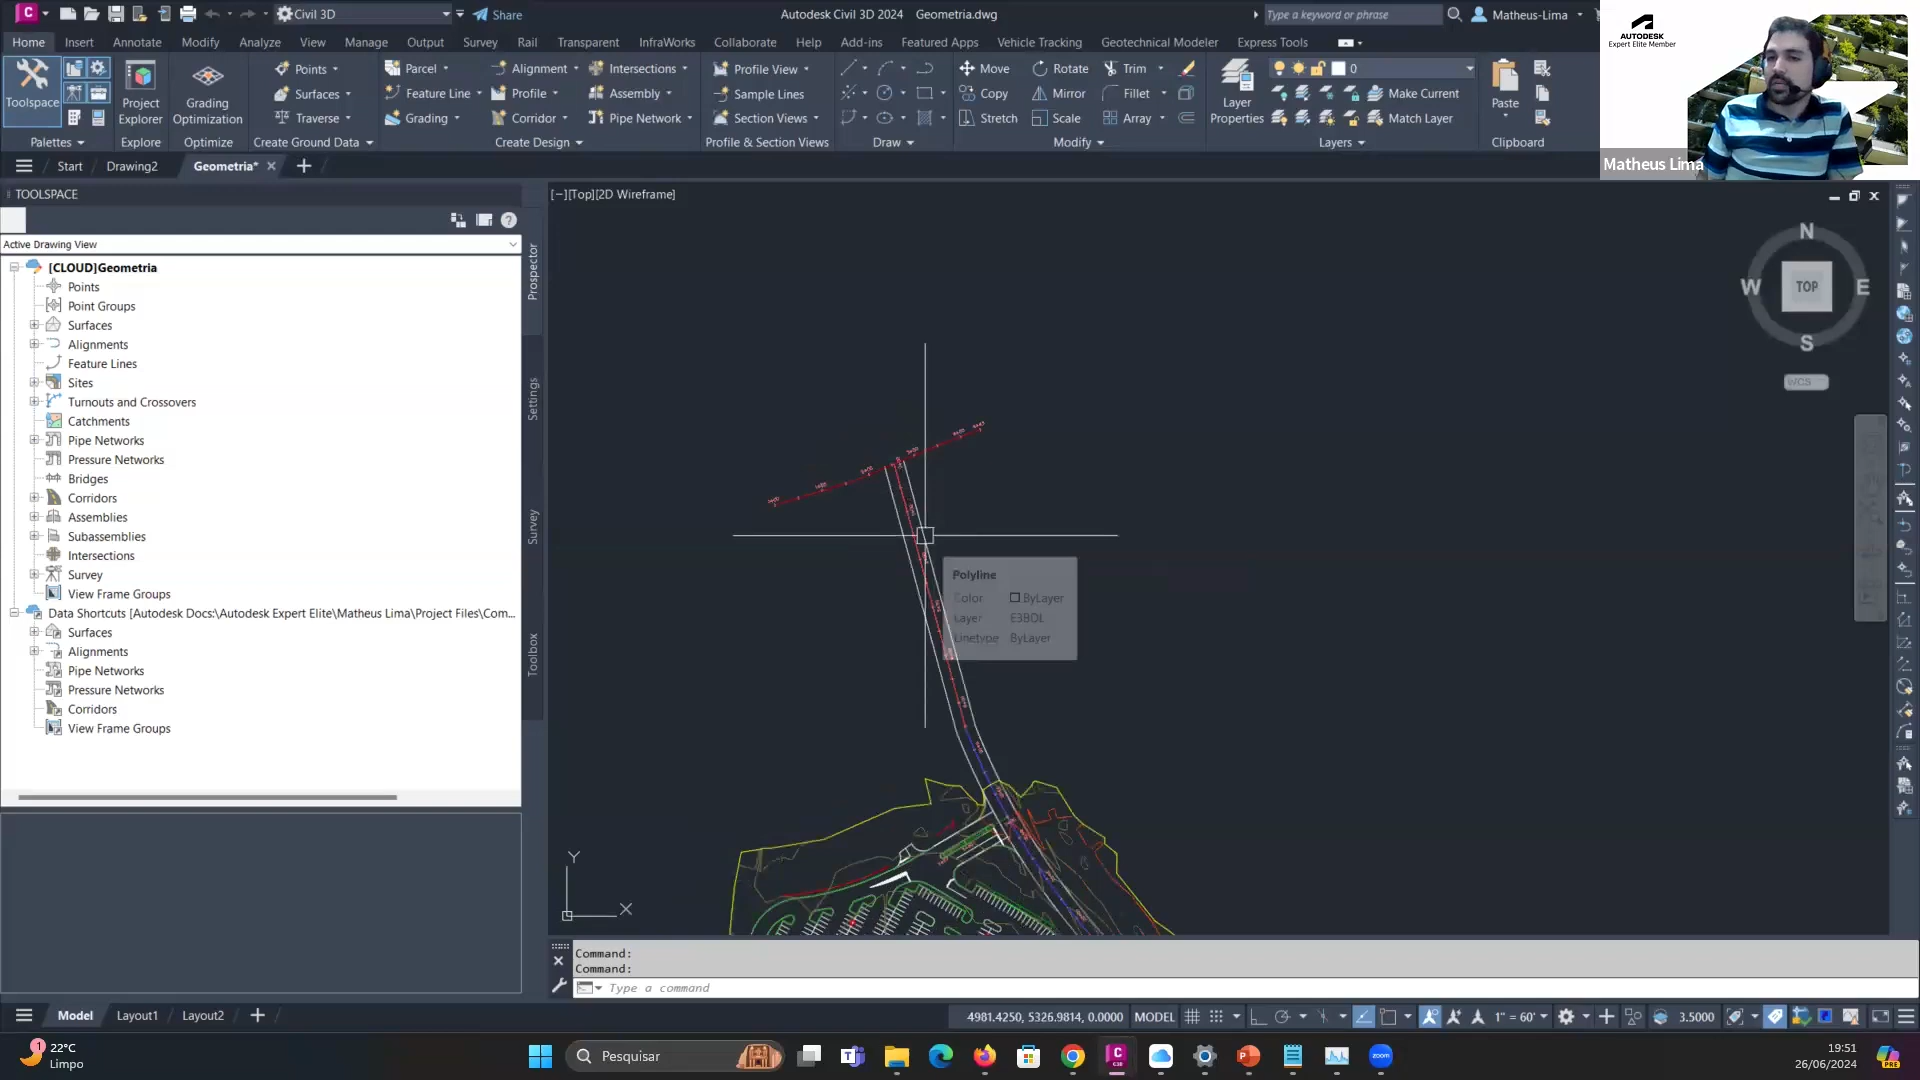 Civil 3D
Share
Autodesk Civil 3D 2024 Geometria.dwg
Type a keyword or phrase
Matheus-Lima
AUTODESK
Expert Elite Member
Home Insert Annotate Modify Analyze View Manage Output Survey Rail Transparent InfraWorks Collaborate Help Add-ins Featured Apps Vehicle Tracking Geotechnical Modeler Express Tools
Points Parcel Alignment Intersections Profile View Move Rotate Trim 0
Toolspace Project Explorer Grading Optimization Surfaces Feature Line Profile Assembly Sample Lines Copy Mirror Fillet Layer Properties Make Current Paste
Traverse Grading Corridor Pipe Network Section Views Stretch Scale Array Match Layer
Palettes Explore Optimize Create Ground Data Create Design Profile & Section Views Draw Modify Layers Clipboard
Matheus Lima
Start Drawing2 Geometria*
TOOLSPACE
[−][Top][2D Wireframe]
Active Drawing View
[CLOUD]Geometria
Points
Point Groups
Surfaces
Alignments
Feature Lines
Sites
Turnouts and Crossovers
Catchments
Pipe Networks
Pressure Networks
Bridges
Corridors
Assemblies
Subassemblies
Intersections
Survey
View Frame Groups
Data Shortcuts [Autodesk Docs:\Autodesk Expert Elite\Matheus Lima\Project Files\Com...
Surfaces
Alignments
Pipe Networks
Pressure Networks
Corridors
View Frame Groups
Prospector
Settings
Survey
Toolbox
N
W TOP E
S
WCS
Polyline
Color ByLayer
Layer E3BDL
Linetype ByLayer
Y
X
Command:
Command:
Type a command
Model Layout1 Layout2
4981.4250, 5326.9814, 0.0000 MODEL 1" = 60' 3.5000
1
22°C
Limpo
Pesquisar
zoom
19:51
26/06/2024